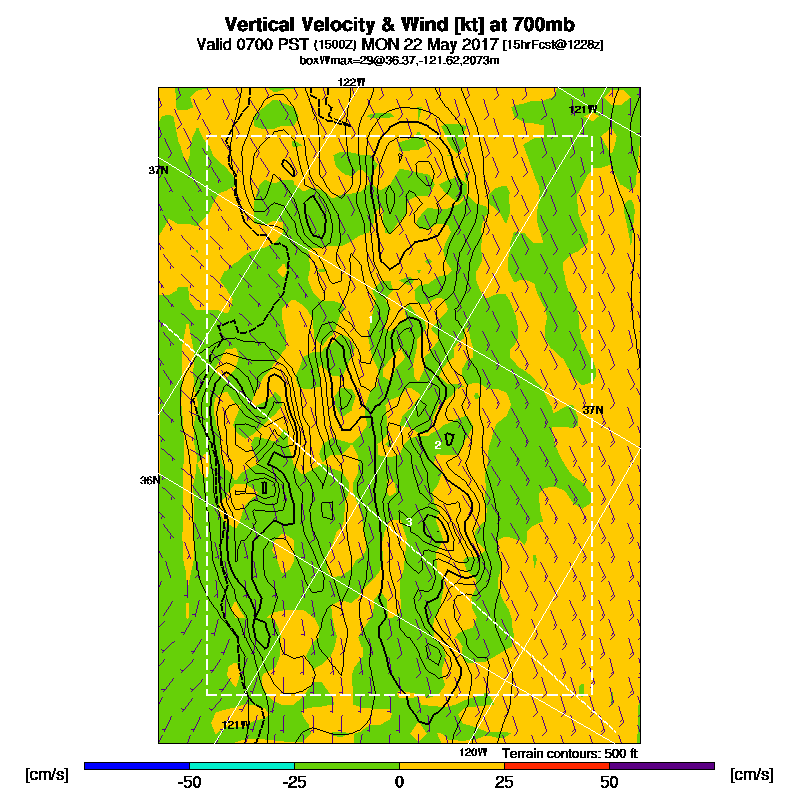 Vertical Velocity & Wind [kt] at 700mb
Valid 0700 PST (1500Z) MON 22 May 2017 [15hrFcst@1228z]
boxWmax=29@36.37,-121.62,2073m
122W
121W
37N
1
37N
2
36N
3
121W
120W Terrain contours: 500 ft
[cm/s] [cm/s]
-50 -25 0 25 50